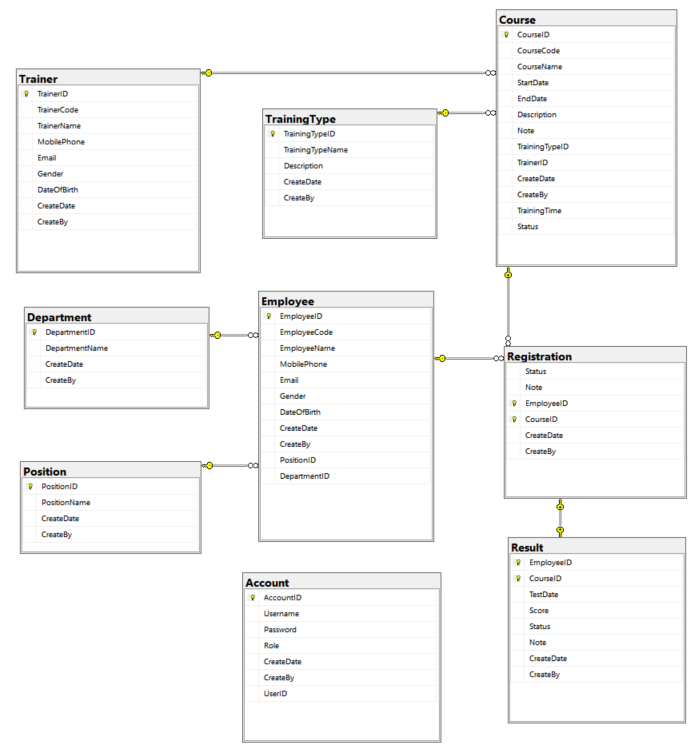 Course
CourseID
CourseCode
CourseName
StartDate
EndDate
Description
Note
TrainingTypeID
TrainerID
CreateDate
CreateBy
TrainingTime
Status
Trainer
TrainerID
TrainerCode
TrainerName
MobilePhone
Email
Gender
DateOfBirth
CreateDate
CreateBy
TrainingType
TrainingTypeID
TrainingTypeName
Description
CreateDate
CreateBy
Department
DepartmentID
DepartmentName
CreateDate
CreateBy
Employee
EmployeeID
EmployeeCode
EmployeeName
MobilePhone
Email
Gender
DateOfBirth
CreateDate
CreateBy
PositionID
DepartmentID
Registration
Status
Note
EmployeeID
CourseID
CreateDate
CreateBy
Position
PositionID
PositionName
CreateDate
CreateBy
Result
EmployeeID
CourseID
TestDate
Score
Status
Note
CreateDate
CreateBy
Account
AccountID
Username
Password
Role
CreateDate
CreateBy
UserID